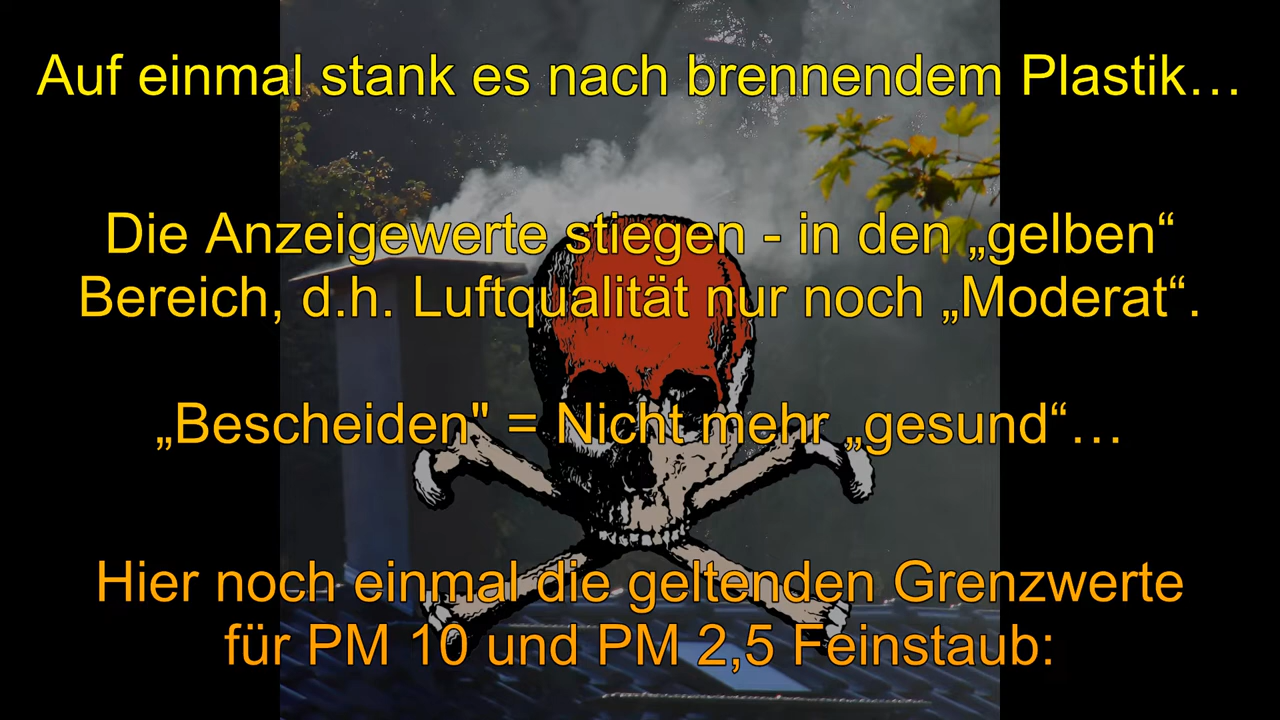 Auf einmal stank es nach brennendem Plastik…
Die Anzeigewerte stiegen - in den „gelben“
Bereich, d.h. Luftqualität nur noch „Moderat“.
„Bescheiden" = Nicht mehr „gesund“…
Hier noch einmal die geltenden Grenzwerte
für PM 10 und PM 2,5 Feinstaub: